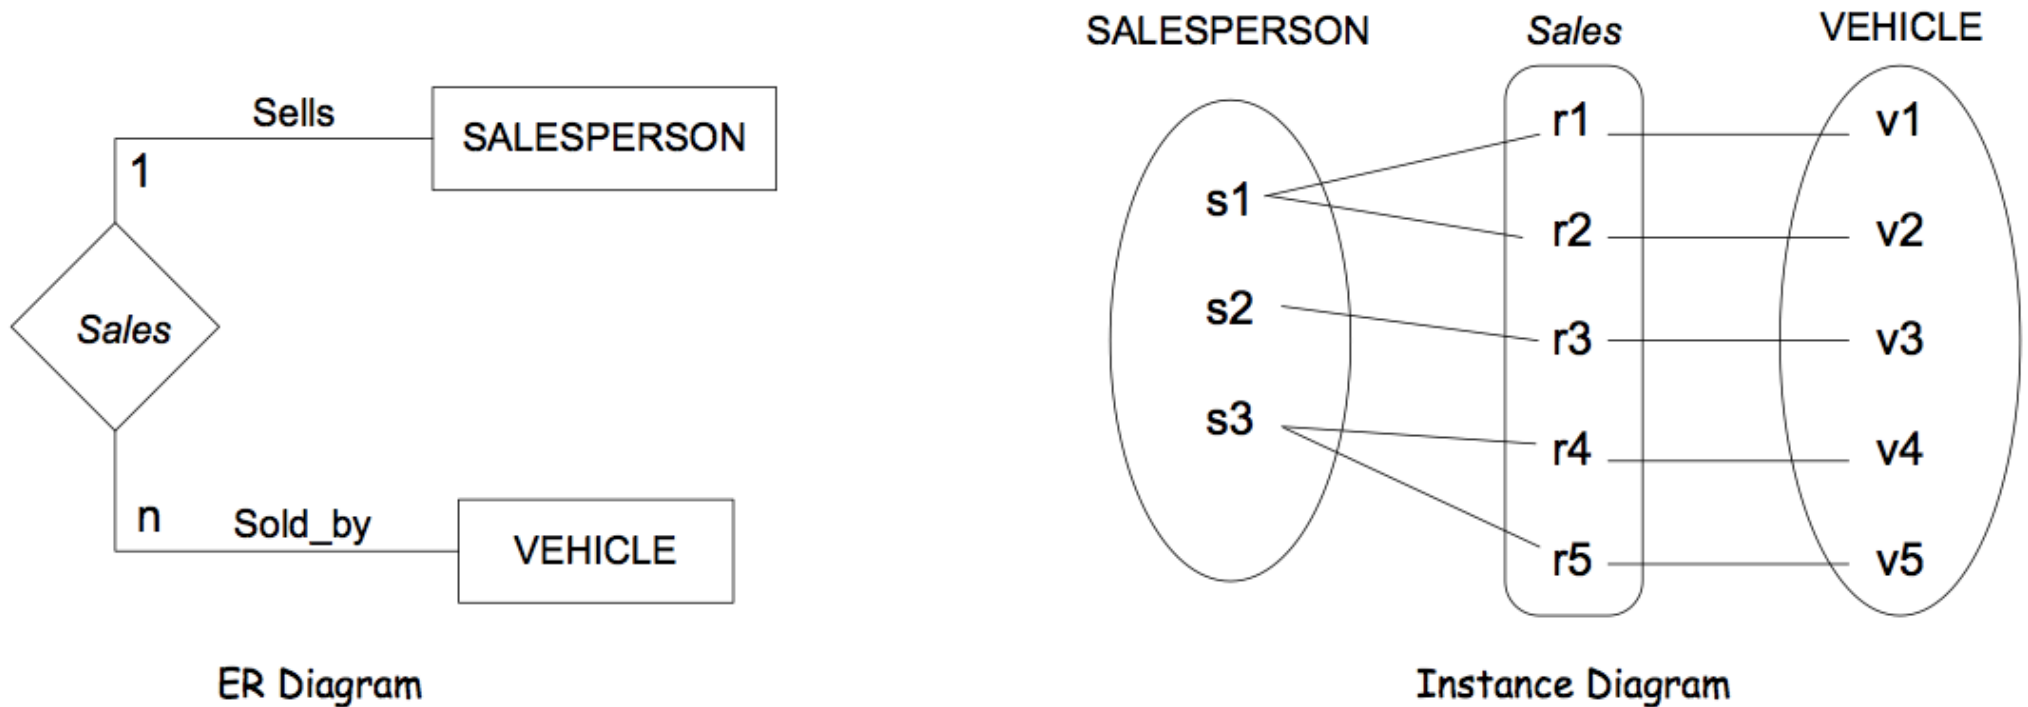 Sells
SALESPERSON
1
Sales
n
Sold_by
VEHICLE
ER Diagram
SALESPERSON
Sales
VEHICLE
s1
s2
s3
r1
r2
r3
r4
r5
v1
v2
v3
v4
v5
Instance Diagram